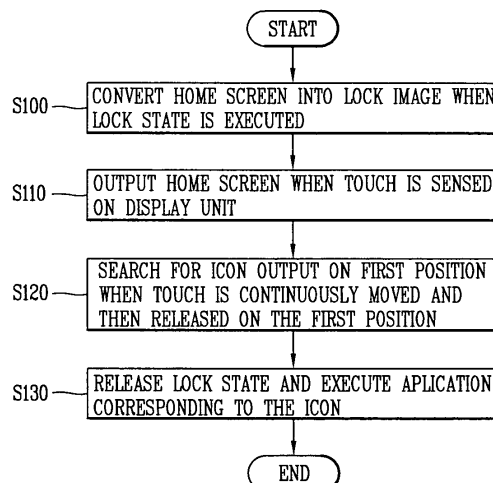 START
S100
CONVERT HOME SCREEN INTO LOCK IMAGE WHEN
LOCK STATE IS EXECUTED
S110
OUTPUT HOME SCREEN WHEN TOUCH IS SENSED
ON DISPLAY UNIT
S120
SEARCH FOR ICON OUTPUT ON FIRST POSITION
WHEN TOUCH IS CONTINUOUSLY MOVED AND
THEN RELEASED ON THE FIRST POSITION
S130
RELEASE LOCK STATE AND EXECUTE APLICATION
CORRESPONDING TO THE ICON
END